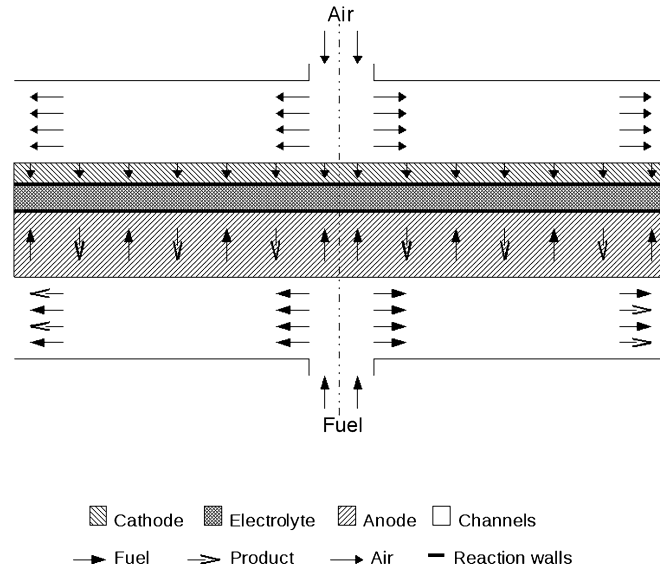 Air
Fuel
Cathode Electrolyte Anode Channels
Fuel Product Air Reaction walls